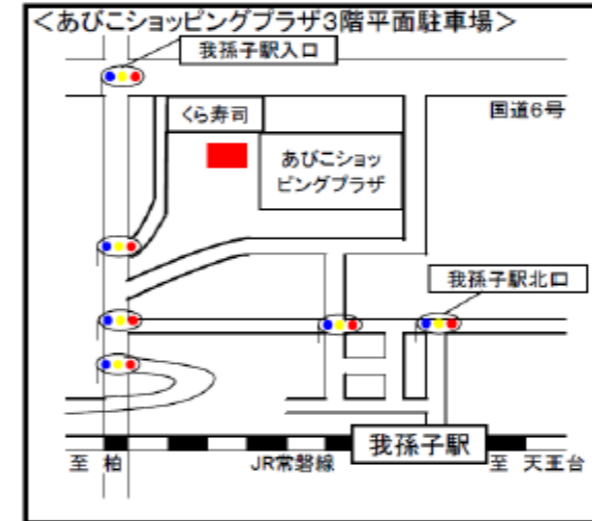 ＜あびこショッピングプラザ3階平面駐車場＞
我孫子駅入口
くら寿司
国道6号
あびこショッ
ピングプラザ
我孫子駅北口
我孫子駅
至 柏
JR常磐線
至 天王台